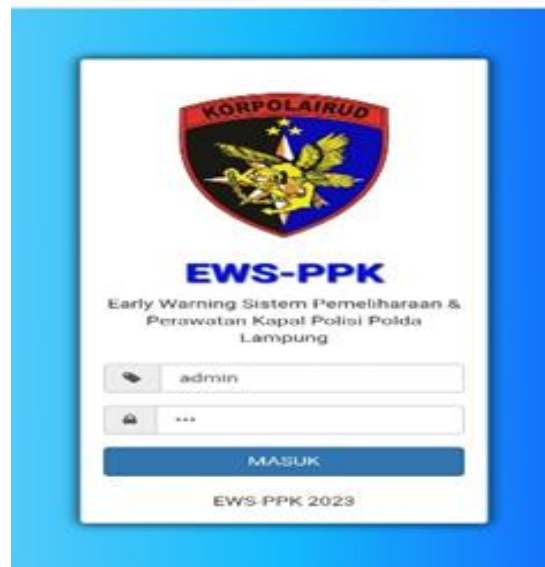 KORPOLAIRUD
EWS-PPK
Early Warning Sistem Pemeliharaan &
Perawatan Kapal Polisi Polda
Lampung
admin
•••
MASUK
EWS-PPK 2023